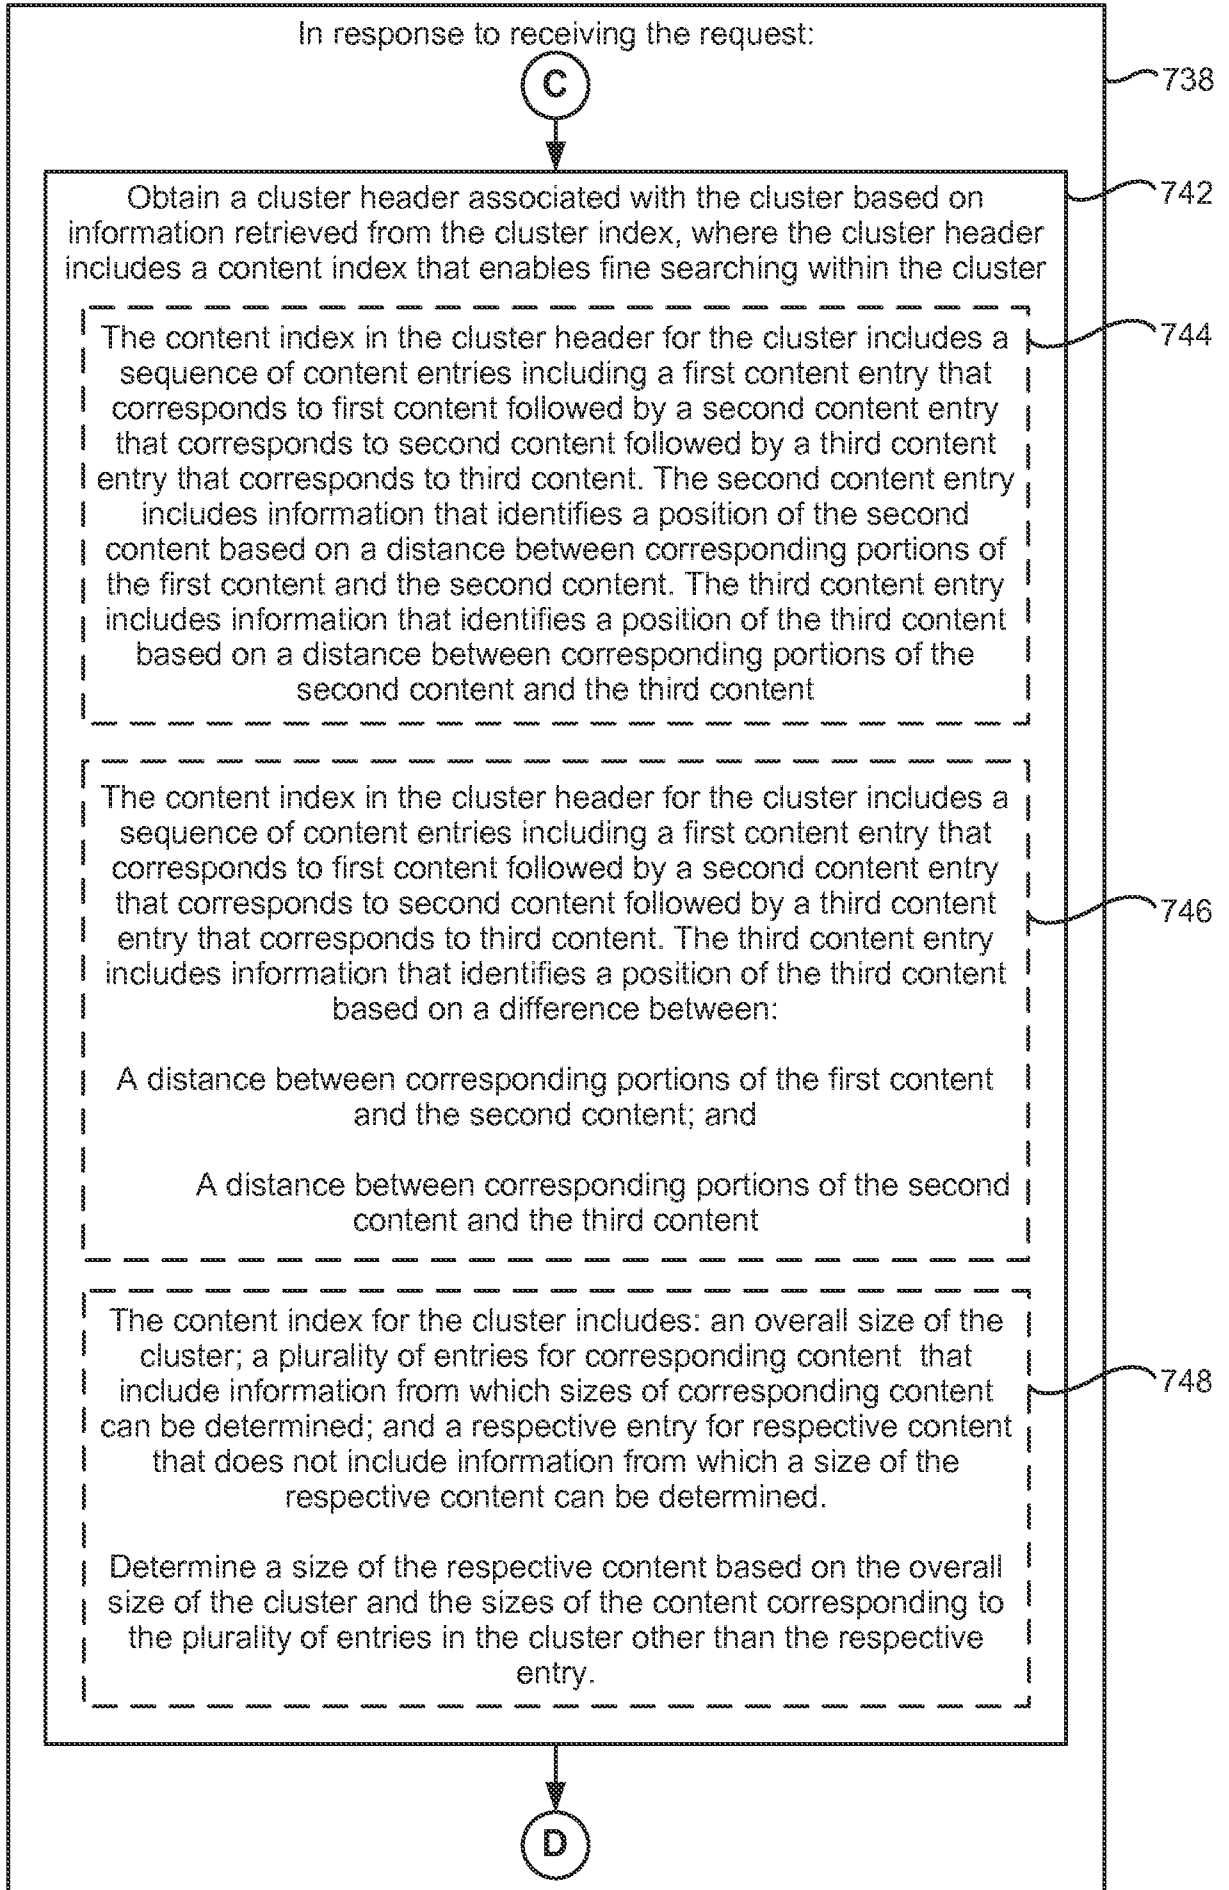 In response to receiving the request:
C
738
Obtain a cluster header associated with the cluster based on
742
information retrieved from the cluster index, where the cluster header
includes a content index that enables fine searching within the cluster
The content index in the cluster header for the cluster includes a
744
sequence of content entries including a first content entry that
corresponds to first content followed by a second content entry
that corresponds to second content followed by a third content
entry that corresponds to third content. The second content entry
includes information that identifies a position of the second
content based on a distance between corresponding portions of
the first content and the second content. The third content entry
includes information that identifies a position of the third content
based on a distance between corresponding portions of the
second content and the third content
The content index in the cluster header for the cluster includes a
sequence of content entries including a first content entry that
corresponds to first content followed by a second content entry
that corresponds to second content followed by a third content
746
entry that corresponds to third content. The third content entry
includes information that identifies a position of the third content
based on a difference between:
A distance between corresponding portions of the first content
and the second content; and
A distance between corresponding portions of the second
content and the third content
The content index for the cluster includes: an overall size of the
cluster; a plurality of entries for corresponding content  that
748
include information from which sizes of corresponding content
can be determined; and a respective entry for respective content
that does not include information from which a size of the
respective content can be determined.
Determine a size of the respective content based on the overall
size of the cluster and the sizes of the content corresponding to
the plurality of entries in the cluster other than the respective
entry.
D